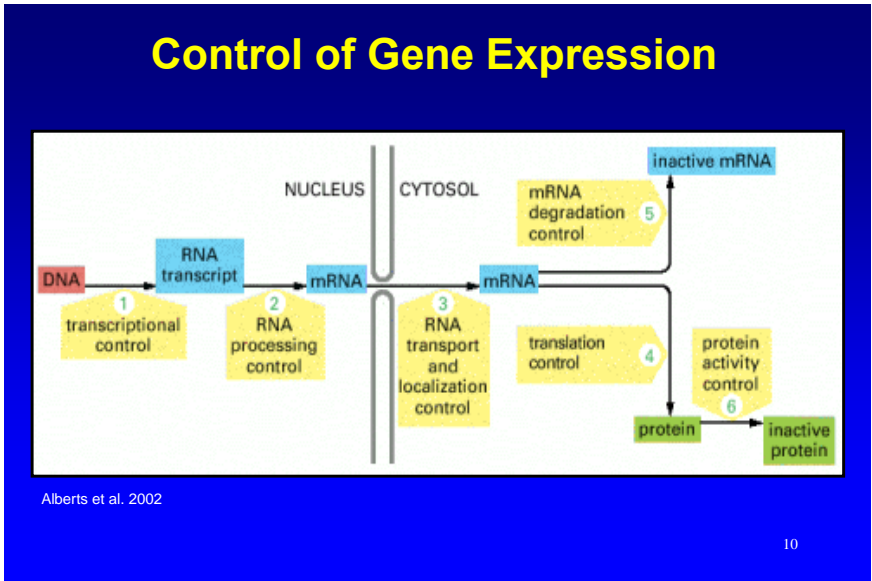 Control of Gene Expression
inactive mRNA
NUCLEUS
CYTOSOL
mRNA
degradation
control
5
DNA
RNA
transcript
mRNA
mRNA
1
transcriptional
control
2
RNA
processing
control
3
RNA
transport
and
localization
control
translation
control
4
protein
activity
control
6
protein
inactive
protein
Alberts et al. 2002
10